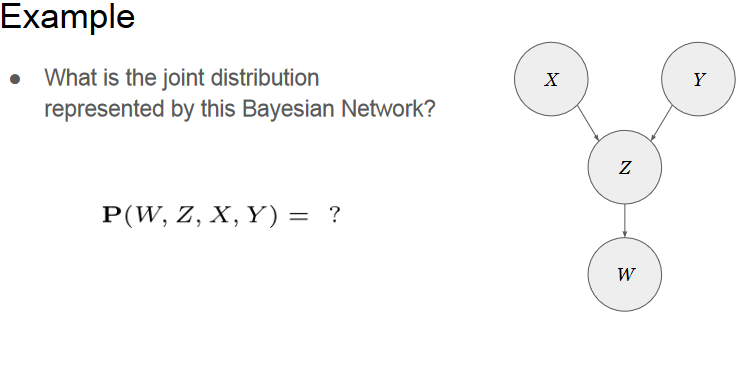 Example
● What is the joint distribution
represented by this Bayesian Network?
P(W, Z, X, Y) = ?
X
Y
Z
W